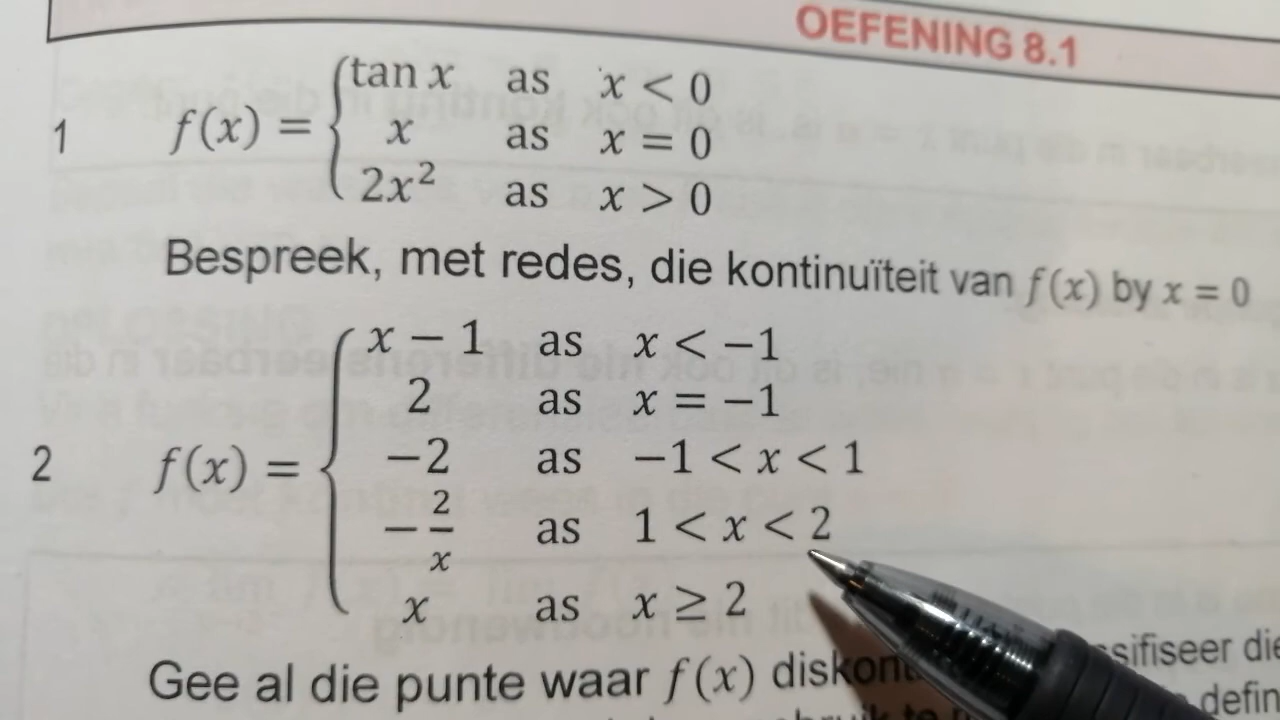 OEFENING 8.1
1 f(x) = { tan x as x < 0
x as x = 0
2x² as x > 0
Bespreek, met redes, die kontinuïteit van f(x) by x = 0
x − 1 as x < −1
2 as x = −1
2 f(x) = { −2 as −1 < x < 1
−2/x as 1 < x < 2
x as x ≥ 2
Gee al die punte waar f(x)